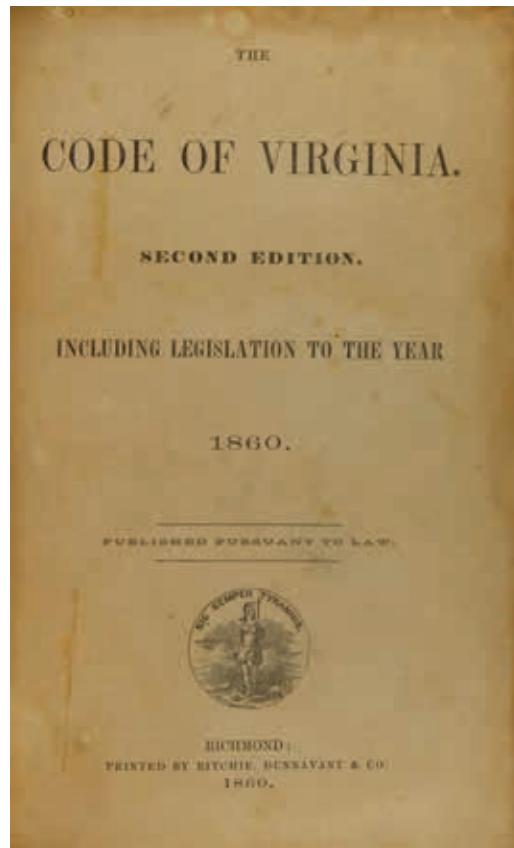 THE
CODE OF VIRGINIA.
SECOND EDITION.
INCLUDING LEGISLATION TO THE YEAR
1860.
PUBLISHED PURSUANT TO LAW.
SIC SEMPER TYRANNIS.
RICHMOND:
PRINTED BY RITCHIE, DUNNAVANT & CO.
1860.